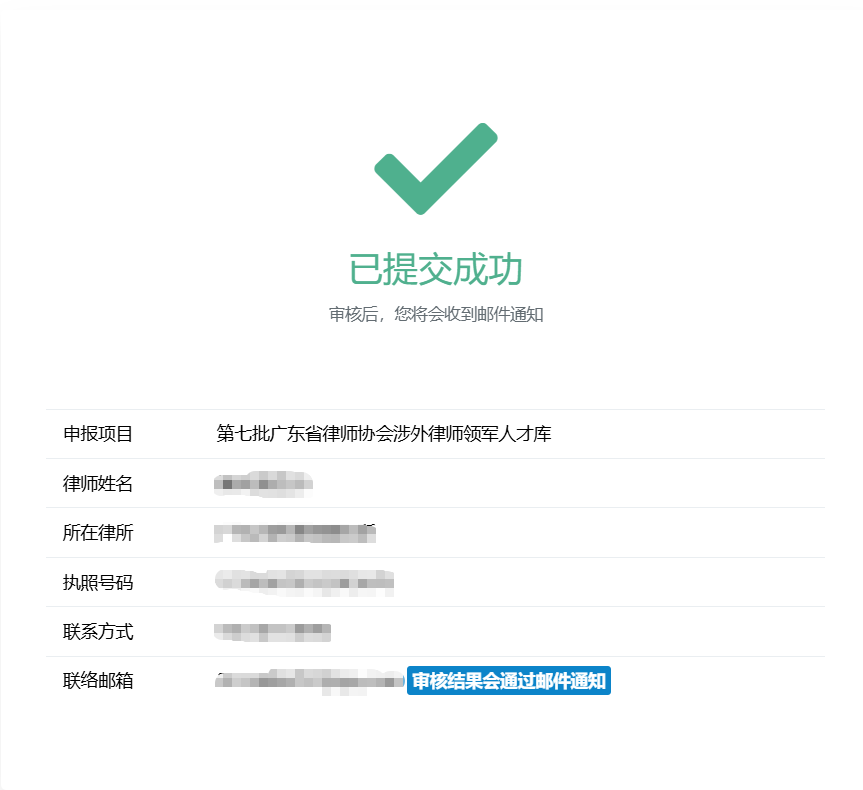 已提交成功
审核后，您将会收到邮件通知
申报项目 第七批广东省律师协会涉外律师领军人才库
律师姓名
所在律所
执照号码
联系方式
联络邮箱 审核结果会通过邮件通知